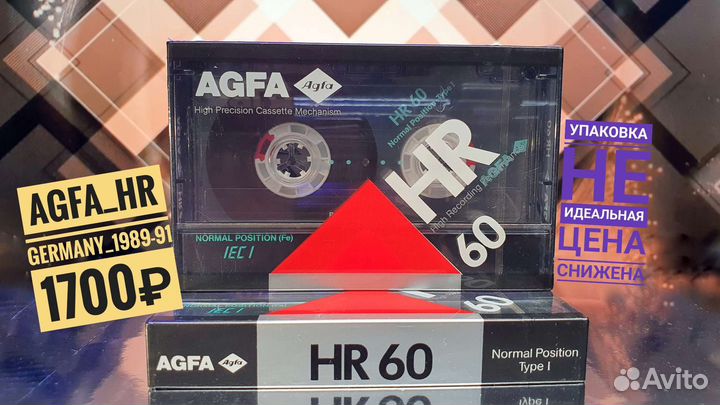 AGFA Agfa
High Precision Cassette Mechanism
HR 60
Normal Position Type I
HR
60
NORMAL POSITION (Fe)
IEC I
AGFA_HR
GERMANY_1989-91
1700₽
УПАКОВКА
НЕ
ИДЕАЛЬНАЯ
ЦЕНА
СНИЖЕНА
60
AGFA Agfa
HR 60
Normal Position
Type I
Avito